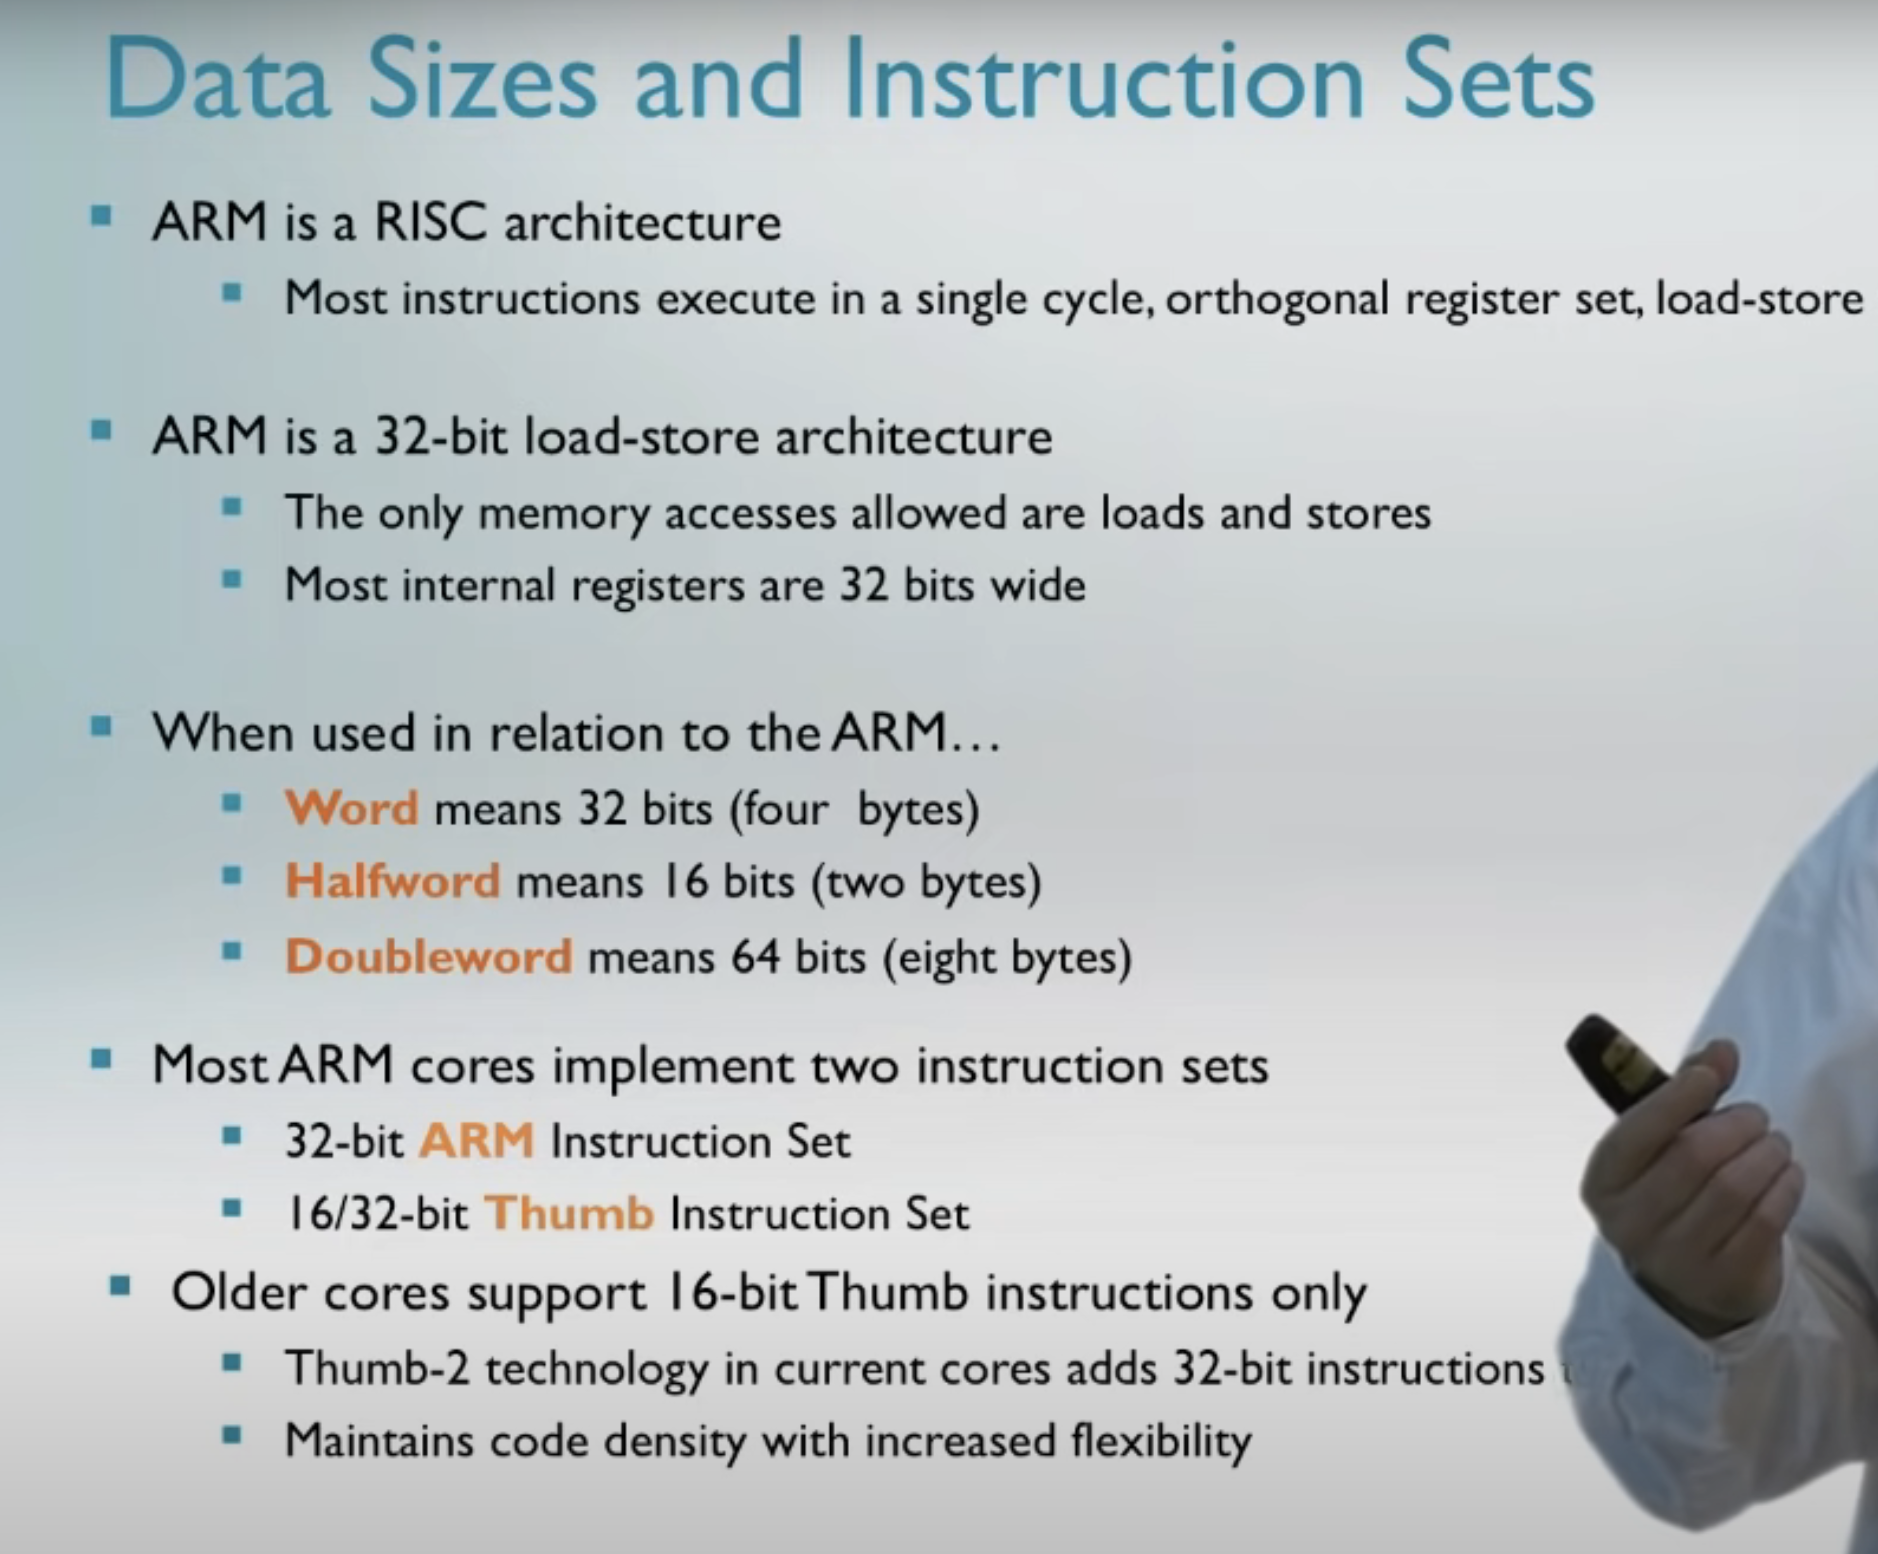 Data Sizes and Instruction Sets
ARM is a RISC architecture
Most instructions execute in a single cycle, orthogonal register set, load-store
ARM is a 32-bit load-store architecture
The only memory accesses allowed are loads and stores
Most internal registers are 32 bits wide
When used in relation to the ARM...
Word means 32 bits (four bytes)
Halfword means 16 bits (two bytes)
Doubleword means 64 bits (eight bytes)
Most ARM cores implement two instruction sets
32-bit ARM Instruction Set
16/32-bit Thumb Instruction Set
Older cores support 16-bit Thumb instructions only
Thumb-2 technology in current cores adds 32-bit instructions
Maintains code density with increased flexibility